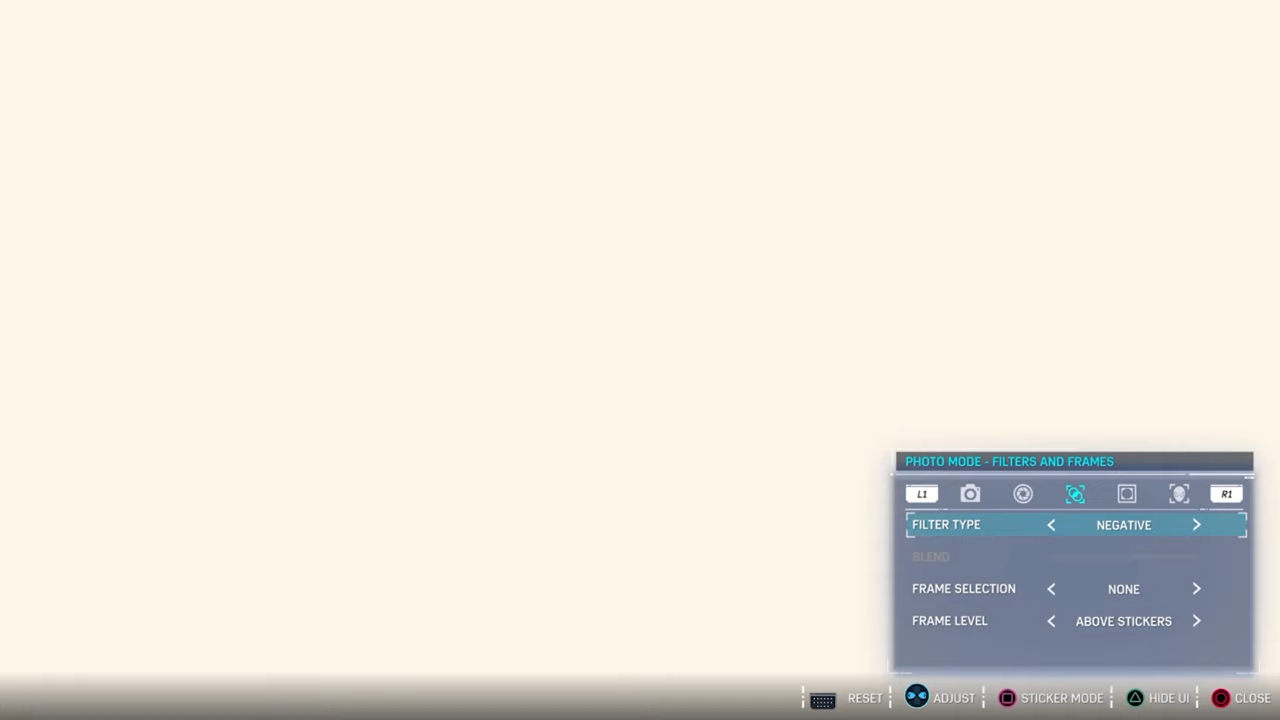 PHOTO MODE - FILTERS AND FRAMES
L1 R1
FILTER TYPE NEGATIVE
BLEND
FRAME SELECTION NONE
FRAME LEVEL ABOVE STICKERS
RESET ADJUST STICKER MODE HIDE UI CLOSE